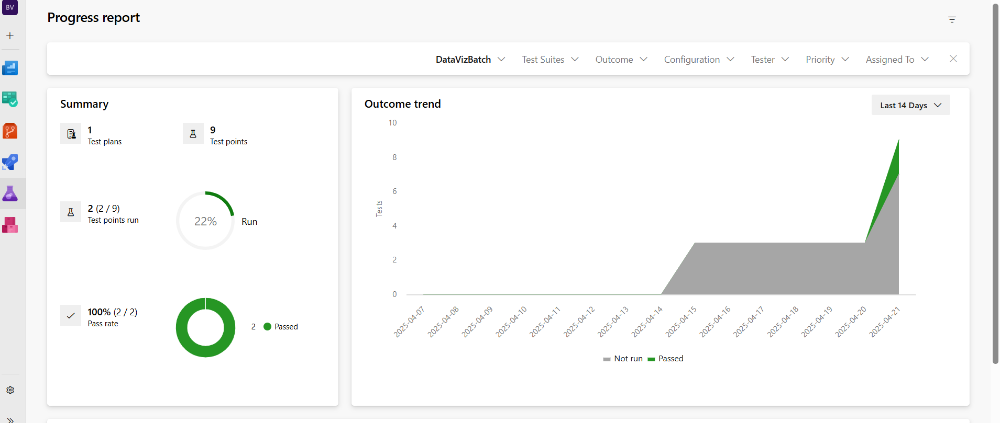 BV
Progress report
DataVizBatch Test Suites Outcome Configuration Tester Priority Assigned To
Summary
1
Test plans
9
Test points
2 (2 / 9)
Test points run
22%
Run
100% (2 / 2)
Pass rate
2 Passed
Outcome trend
Last 14 Days
10
8
6
4
2
0
Tests
2025-04-07
2025-04-08
2025-04-09
2025-04-10
2025-04-11
2025-04-12
2025-04-13
2025-04-14
2025-04-15
2025-04-16
2025-04-17
2025-04-18
2025-04-19
2025-04-20
2025-04-21
Not run Passed